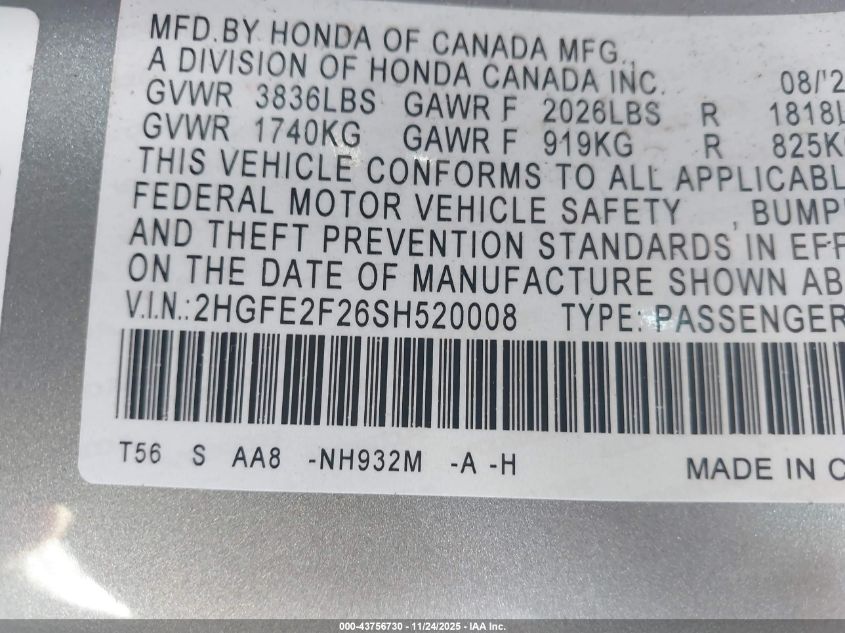 MFD.BY HONDA OF CANADA MFG.,
A DIVISION OF HONDA CANADA INC. 08/'2
GVWR 3836LBS GAWR F 2026LBS R 1818L
GVWR 1740KG GAWR F 919KG R 825K
THIS VEHICLE CONFORMS TO ALL APPLICABL
FEDERAL MOTOR VEHICLE SAFETY , BUMP
AND THEFT PREVENTION STANDARDS IN EFF
ON THE DATE OF MANUFACTURE SHOWN AB
V.I.N.:2HGFE2F26SH520008 TYPE:PASSENGER
T56 S AA8 -NH932M -A -H MADE IN C
000-43756730 - 11/24/2025 - IAA Inc.